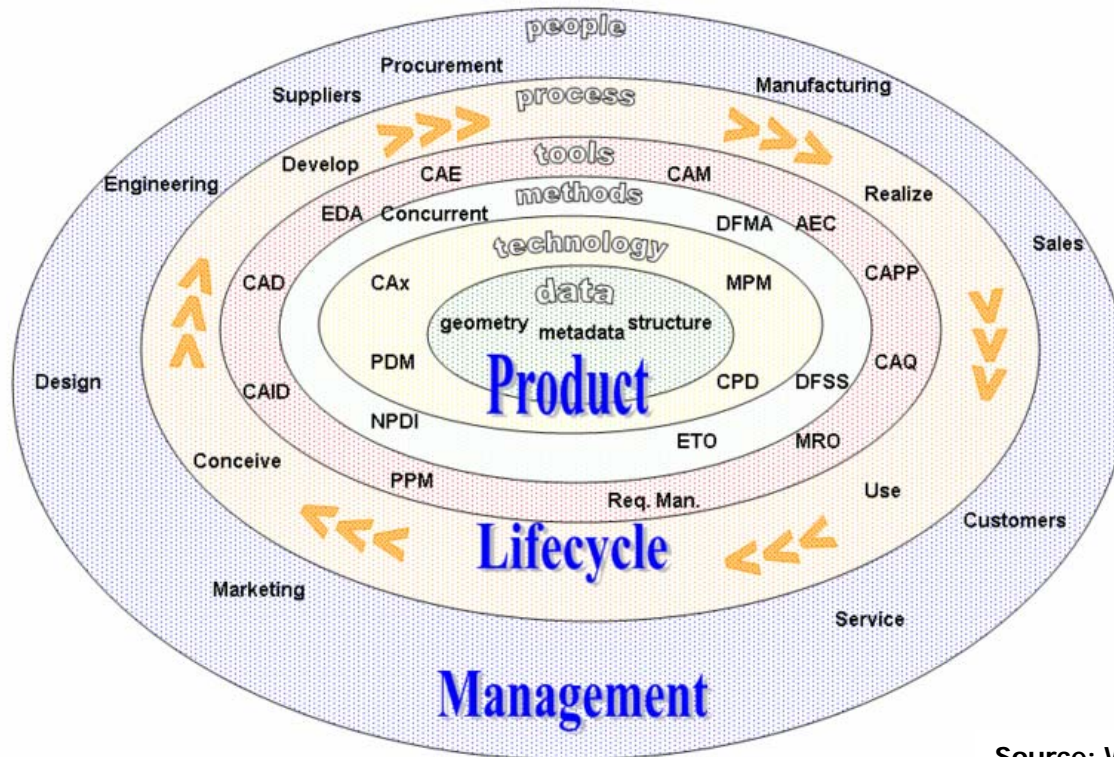 people
Procurement
Manufacturing
Suppliers
process
Develop
tools
CAE
CAM
Engineering
Realize
methods
EDA
Concurrent
DFMA
AEC
technology
Sales
CAD
CAx
data
MPM
CAPP
geometry
metadata
structure
PDM
CAQ
Design
Product
CPD
DFSS
CAID
NPDI
ETO
MRO
Conceive
PPM
Req. Man.
Use
Lifecycle
Customers
Marketing
Service
Management
Source: